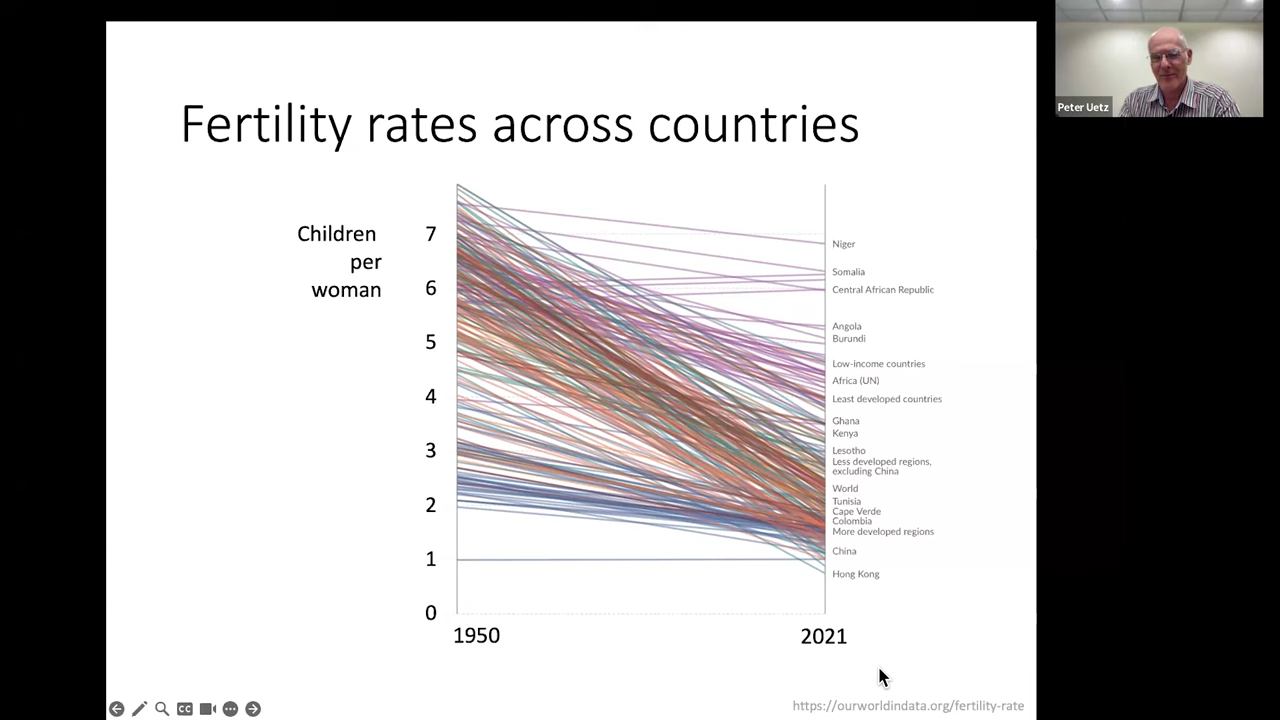 Fertility rates across countries
Children
per
woman
7
6
5
4
3
2
1
0
1950
2021
Niger
Somalia
Central African Republic
Angola
Burundi
Low-income countries
Africa (UN)
Least developed countries
Ghana
Kenya
Lesotho
Less developed regions,
excluding China
World
Tunisia
Cape Verde
Colombia
More developed regions
China
Hong Kong
CC
https://ourworldindata.org/fertility-rate
Peter Uetz